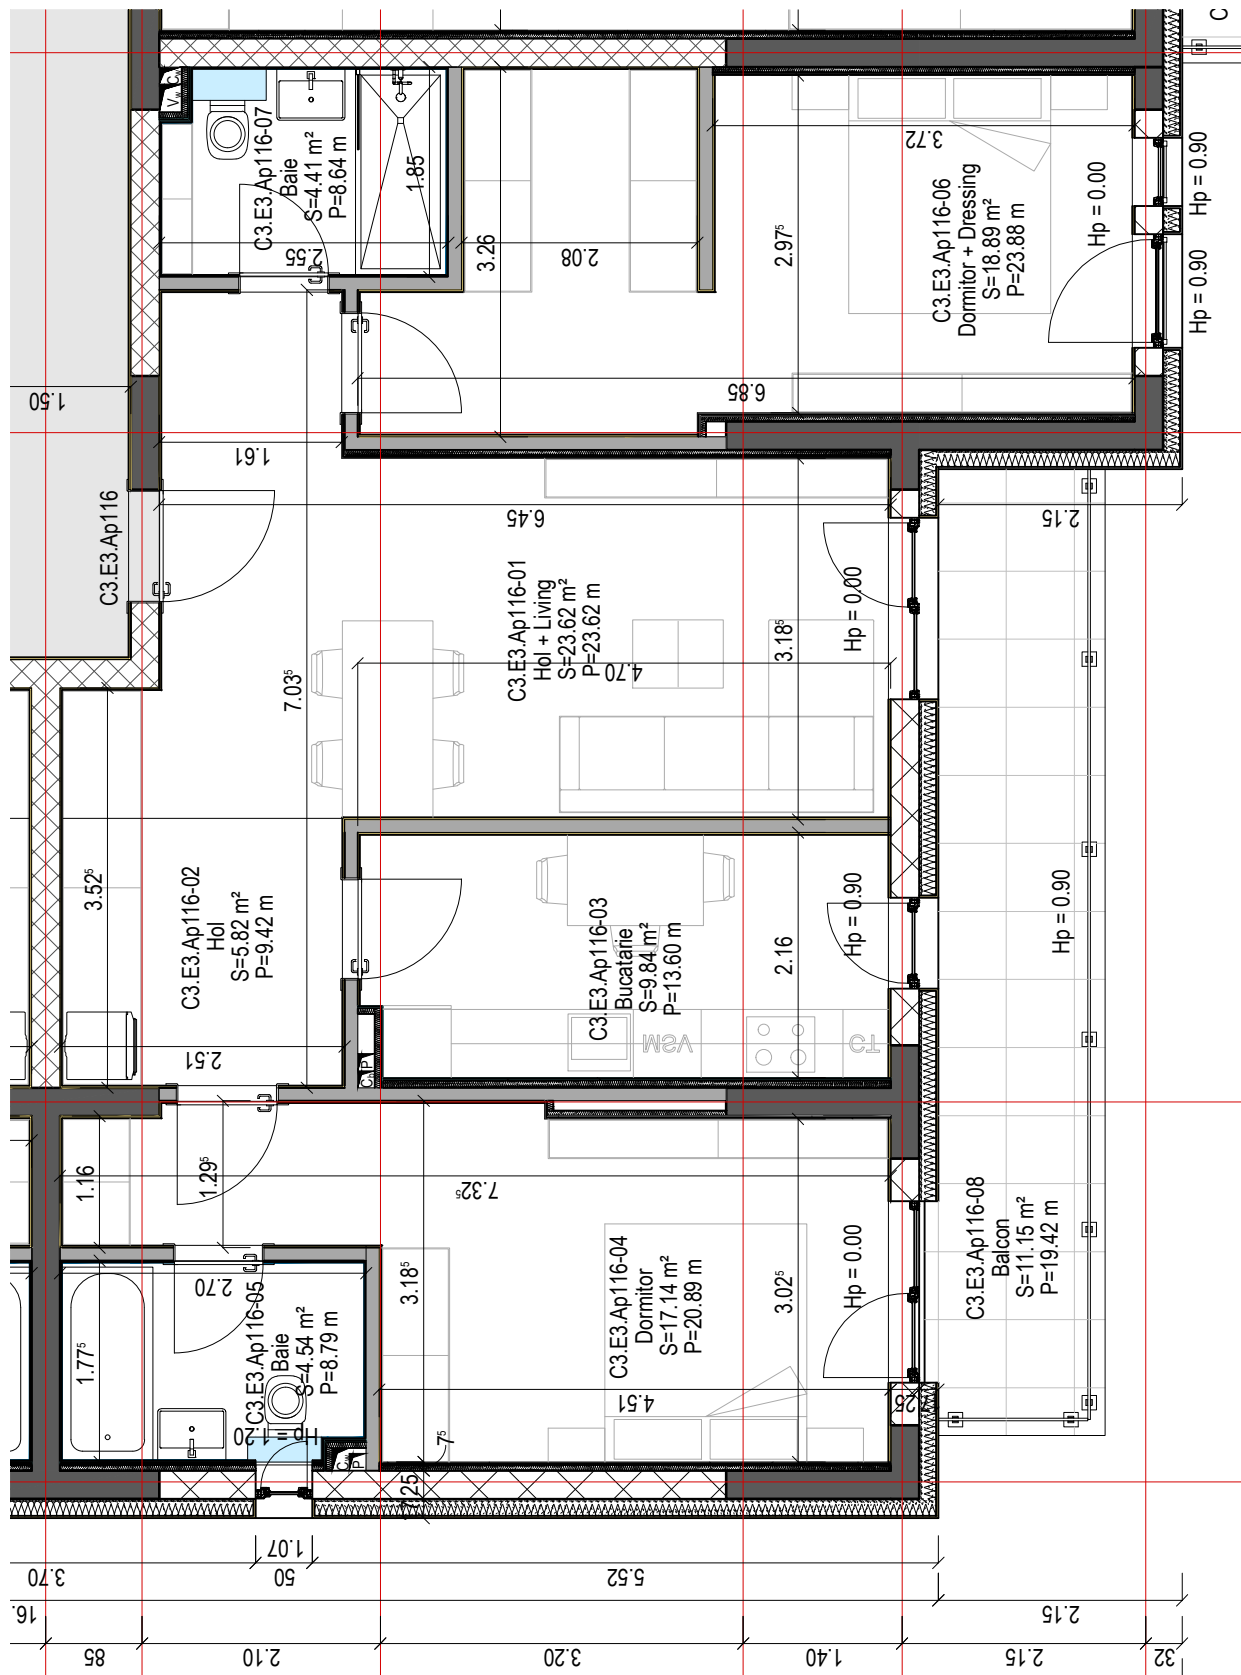 C
C3.E3.Ap116-07
Baie
S=4.41 m²
P=8.64 m
Vw
Cw
1.85
2.55
3.26
2.08
3.72
2.97⁵
C3.E3.Ap116-06
Dormitor + Dressing
S=18.89 m²
P=23.88 m
Hp = 0.00
Hp = 0.90
Hp = 0.90
1.50
1.61
6.85
C3.E3.Ap116
6.45
2.15
C3.E3.Ap116-01
Hol + Living
S=23.62 m²
P=23.62 m
7.03⁵
4.70
3.18⁵
Hp = 0.00
3.52⁵
C3.E3.Ap116-02
Hol
S=5.82 m²
P=9.42 m
2.51
C3.E3.Ap116-03
Bucatarie
S=9.84 m²
P=13.60 m
2.16
Hp = 0.90
Hp = 0.90
VSM
CT
P
1.16
1.29⁵
7.32⁵
2.70
C3.E3.Ap116-05
Baie
S=4.54 m²
P=8.79 m
1.77⁵
Hp = 1.20
3.18⁵
C3.E3.Ap116-04
Dormitor
S=17.14 m²
P=20.89 m
3.02⁵
Hp = 0.00
4.51
C3.E3.Ap116-08
Balcon
S=11.15 m²
P=19.42 m
25
7⁵
25
P
1.07
3.70
50
5.52
16.
2.15
85
2.10
3.20
1.40
2.15
32